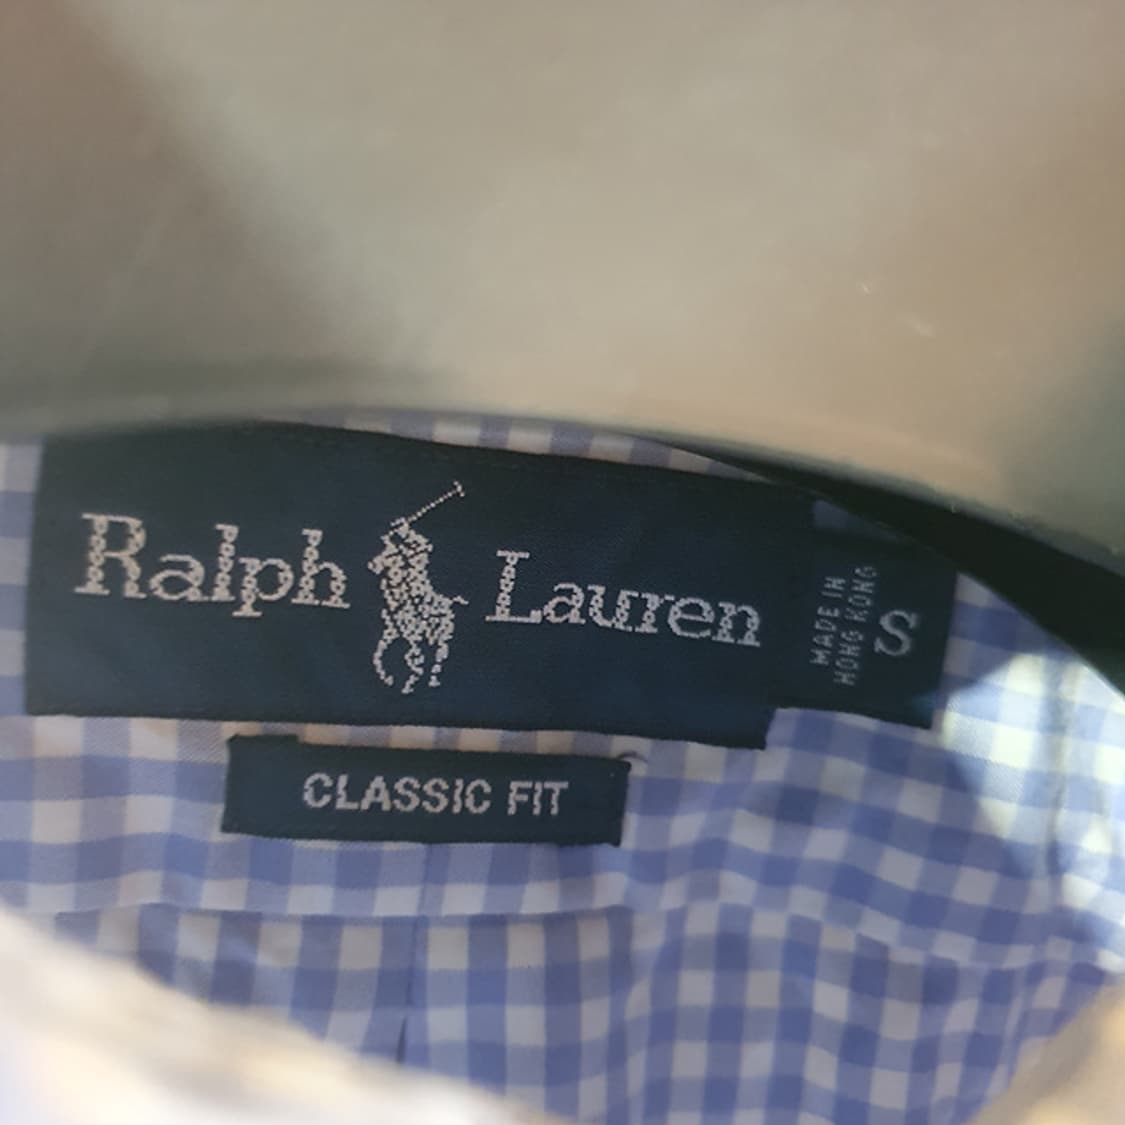 Ralph Lauren
MADE IN
HONG KONG
S
CLASSIC FIT